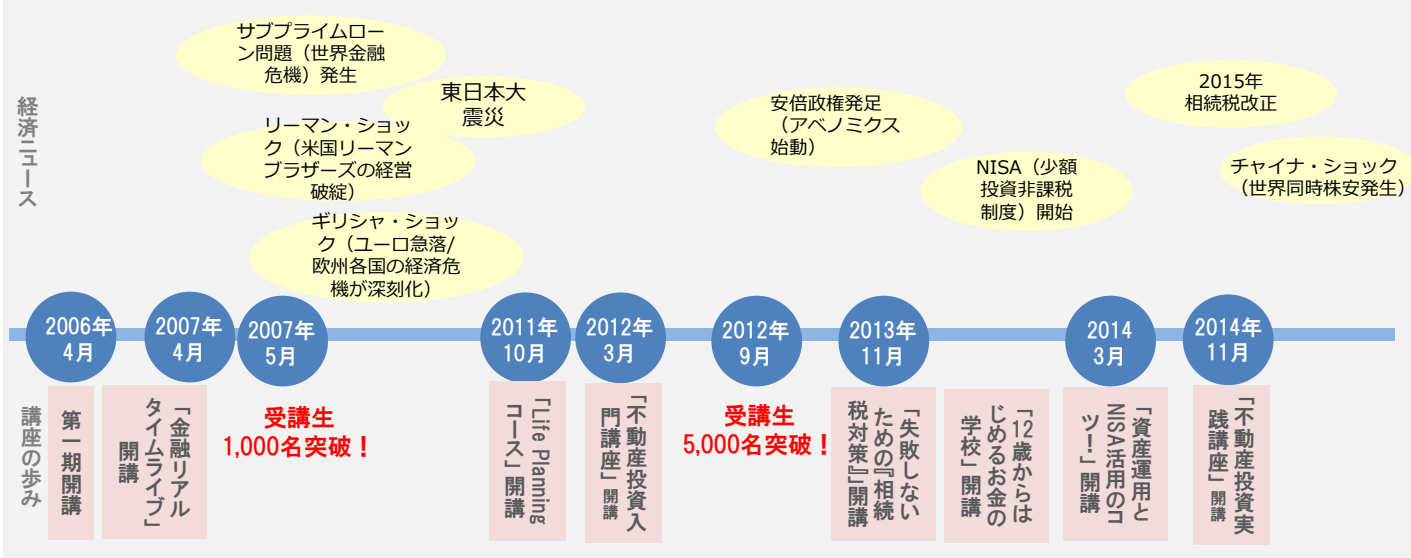 経済ニュース
サブプライムロー
ン問題（世界金融
危機）発生
東日本大
震災
リーマン・ショッ
ク（米国リーマン
ブラザーズの経営
破綻）
ギリシャ・ショッ
ク（ユーロ急落/
欧州各国の経済危
機が深刻化）
安倍政権発足
（アベノミクス
始動）
NISA（少額
投資非課税
制度）開始
2015年
相続税改正
チャイナ・ショック
（世界同時株安発生）
2006年
4月
2007年
4月
2007年
5月
2011年
10月
2012年
3月
2012年
9月
2013年
11月
2014
3月
2014年
11月
講座の歩み
第一期開講
「金融リアル
タイムライブ」
開講
受講生
1,000名突破！
「Life Planning
コース」開講
「不動産投資入
門講座」開講
受講生
5,000名突破！
「失敗しない
ための『相続
税対策』』開講
「12歳からは
じめるお金の
学校」開講
「資産運用と
NISA活用のコ
ツ！」開講
「不動産投資実
践講座」開講